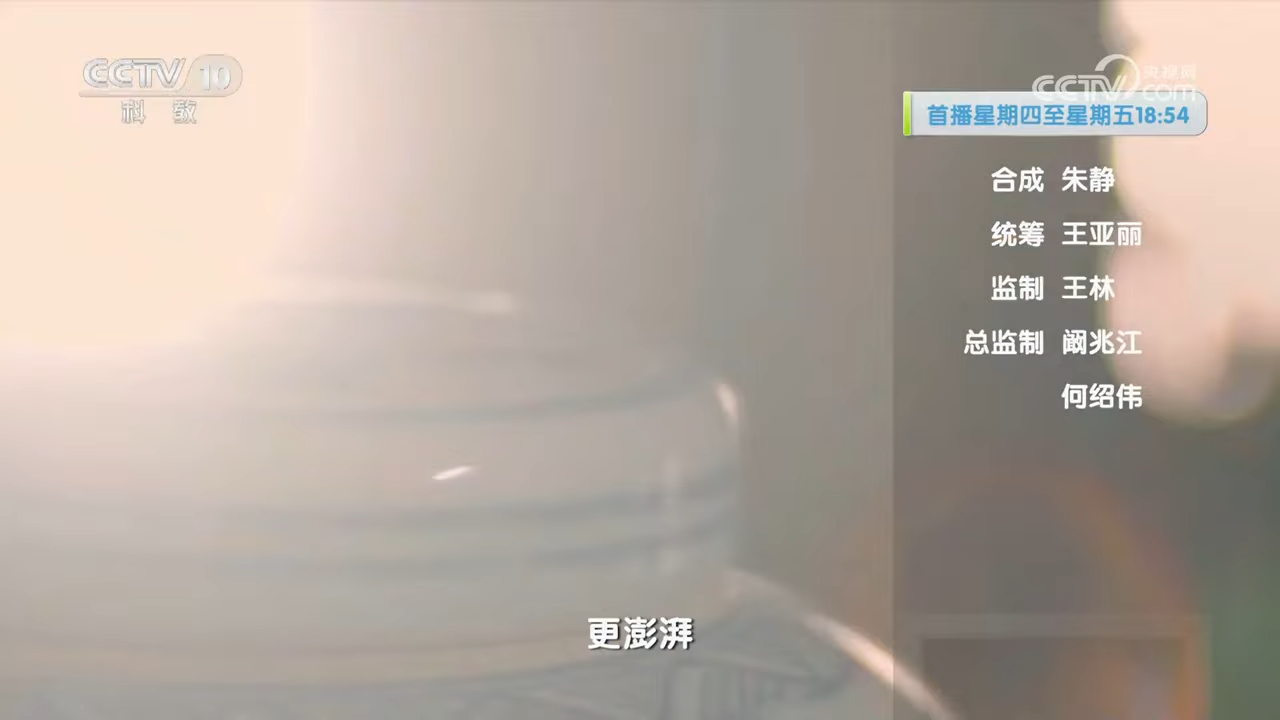 CCTV 10
科 教
央视网
CCTV com
首播星期四至星期五18:54
合成 朱静
统筹 王亚丽
监制 王林
总监制 阚兆江
何绍伟
更澎湃